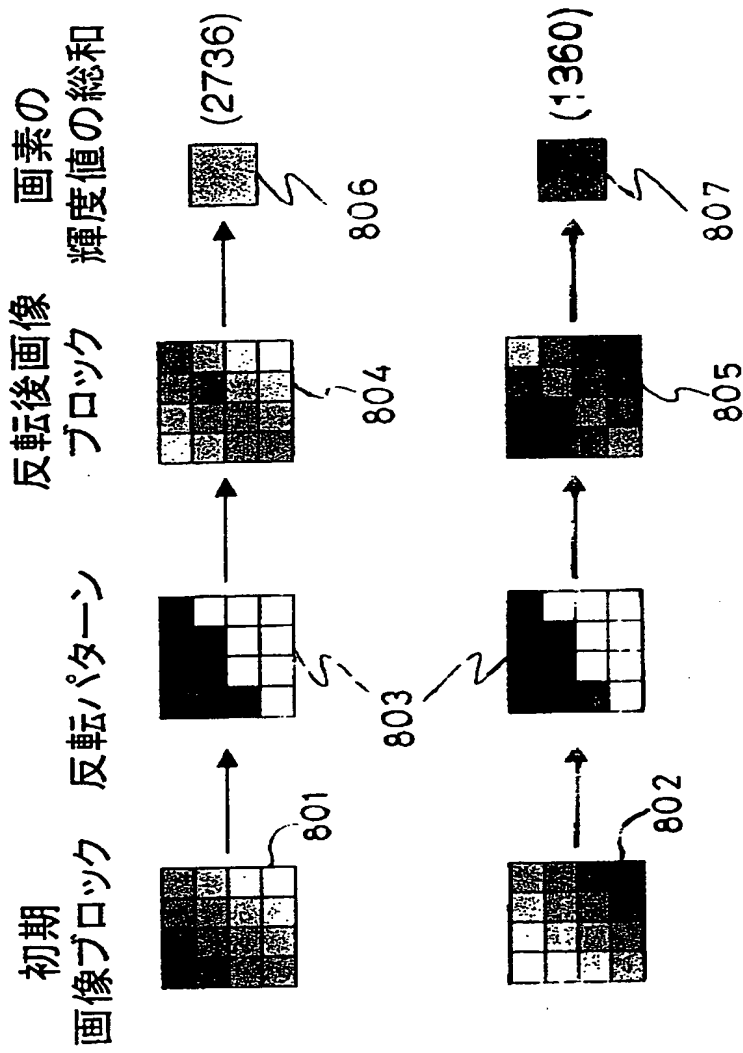 初期
画像ブロック
反転パターン
反転後画像
ブロック
画素の
輝度値の総和
801
803
804
806
(2736)
802
805
807
(1360)